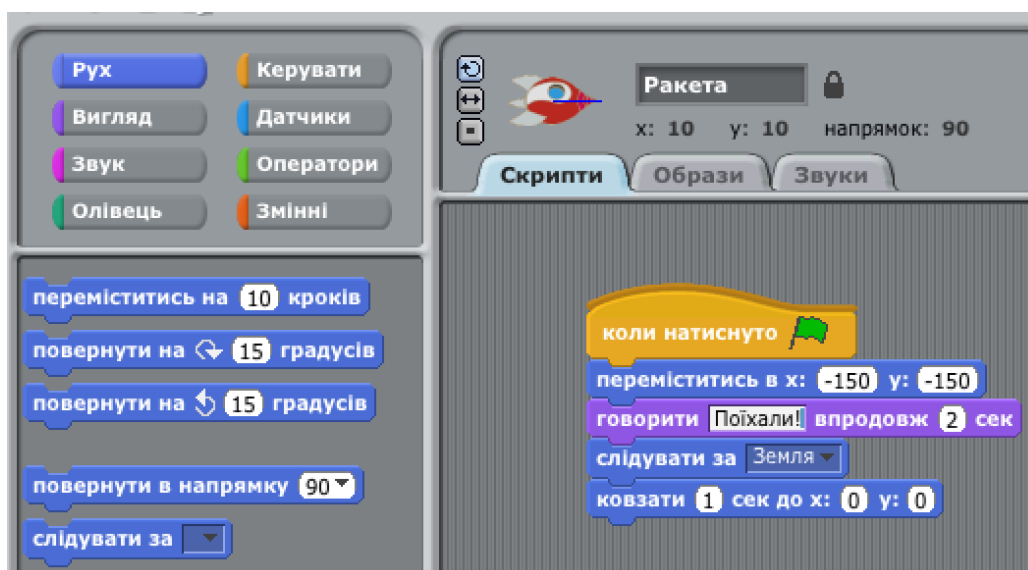 Рух
Керувати
Вигляд
Датчики
Звук
Оператори
Олівець
Змінні
переміститись на 10 кроків
повернути на 15 градусів
повернути на 15 градусів
повернути в напрямку 90
слідувати за
Ракета
x: 10 y: 10 напрямок: 90
Скрипти Образи Звуки
коли натиснуто
переміститись в x: -150 y: -150
говорити Поїхали! впродовж 2 сек
слідувати за Земля
ковзати 1 сек до x: 0 y: 0